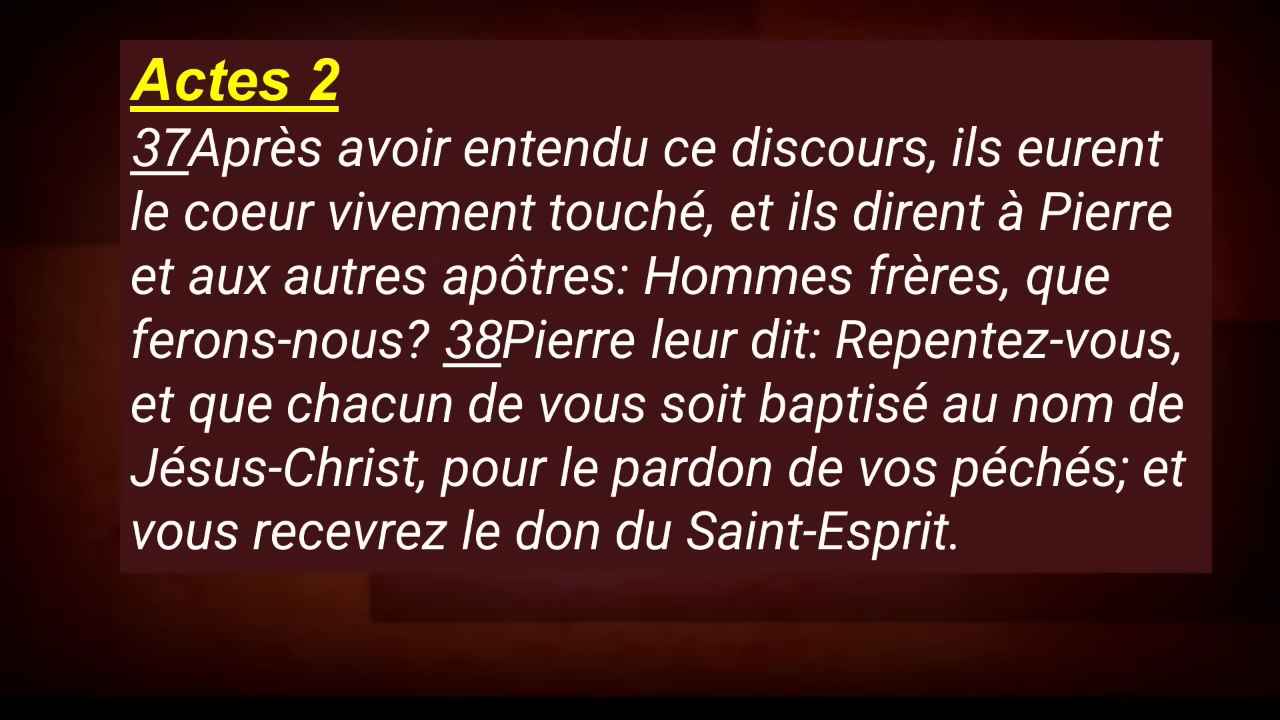 Actes 2
37Après avoir entendu ce discours, ils eurent
le coeur vivement touché, et ils dirent à Pierre
et aux autres apôtres: Hommes frères, que
ferons-nous? 38Pierre leur dit: Repentez-vous,
et que chacun de vous soit baptisé au nom de
Jésus-Christ, pour le pardon de vos péchés; et
vous recevrez le don du Saint-Esprit.